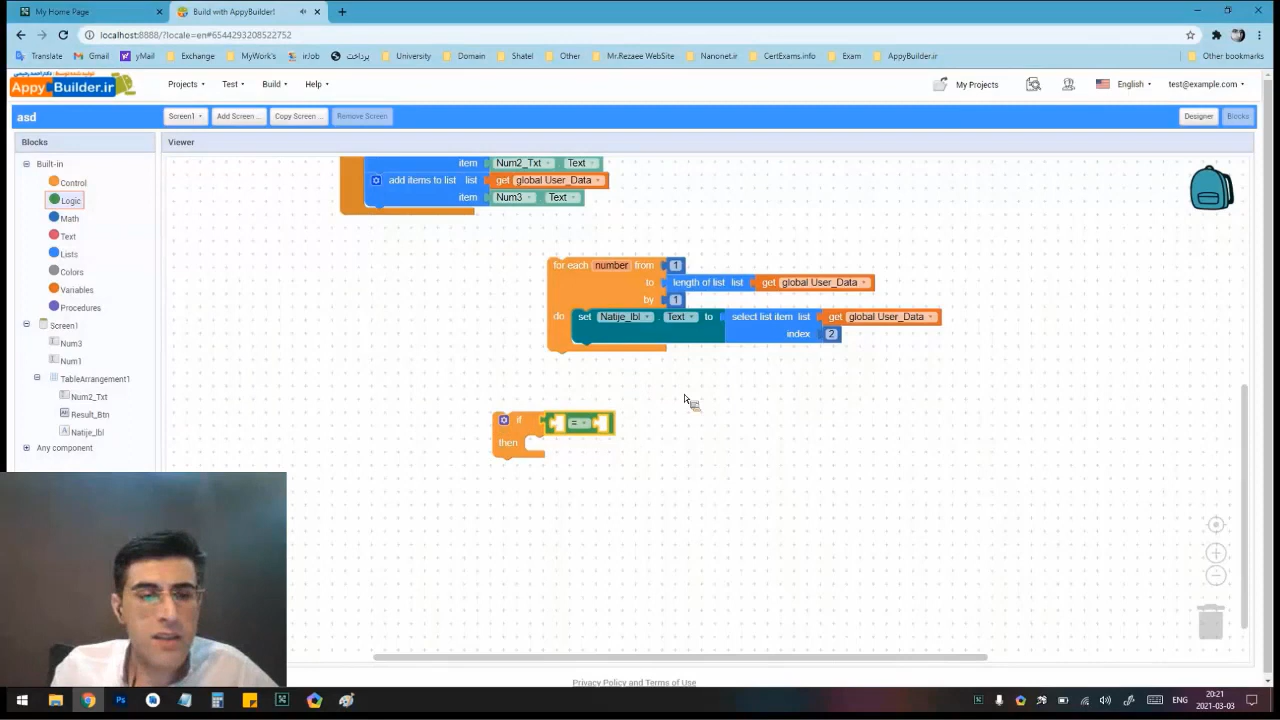 My Home Page
Build with AppyBuilder!
localhost:8888/?locale=en#6544293208522752
Translate
Gmail
yMail
Exchange
MyWork's
irJob
پرداخت
University
Domain
Shatel
Other
Mr.Rezaee WebSite
Nanonet.ir
CertExams.info
Exam
AppyBuilder.ir
Other bookmarks
AppyBuilder.ir
Projects
Test
Build
Help
My Projects
English
test@example.com
asd
Screen1
Add Screen ...
Copy Screen ...
Remove Screen
Designer
Blocks
Blocks
Viewer
Built-in
Control
Logic
Math
Text
Lists
Colors
Variables
Procedures
Screen1
Num3
Num1
TableArrangement1
Num2_Txt
Result_Btn
Natije_lbl
Any component
item Num2_Txt . Text
add items to list list get global User_Data
item Num3 . Text
for each number from 1
to length of list list get global User_Data
by 1
do set Natije_lbl . Text to select list item list get global User_Data
index 2
if =
then
Privacy Policy and Terms of Use
ENG
20:21
2021-03-03